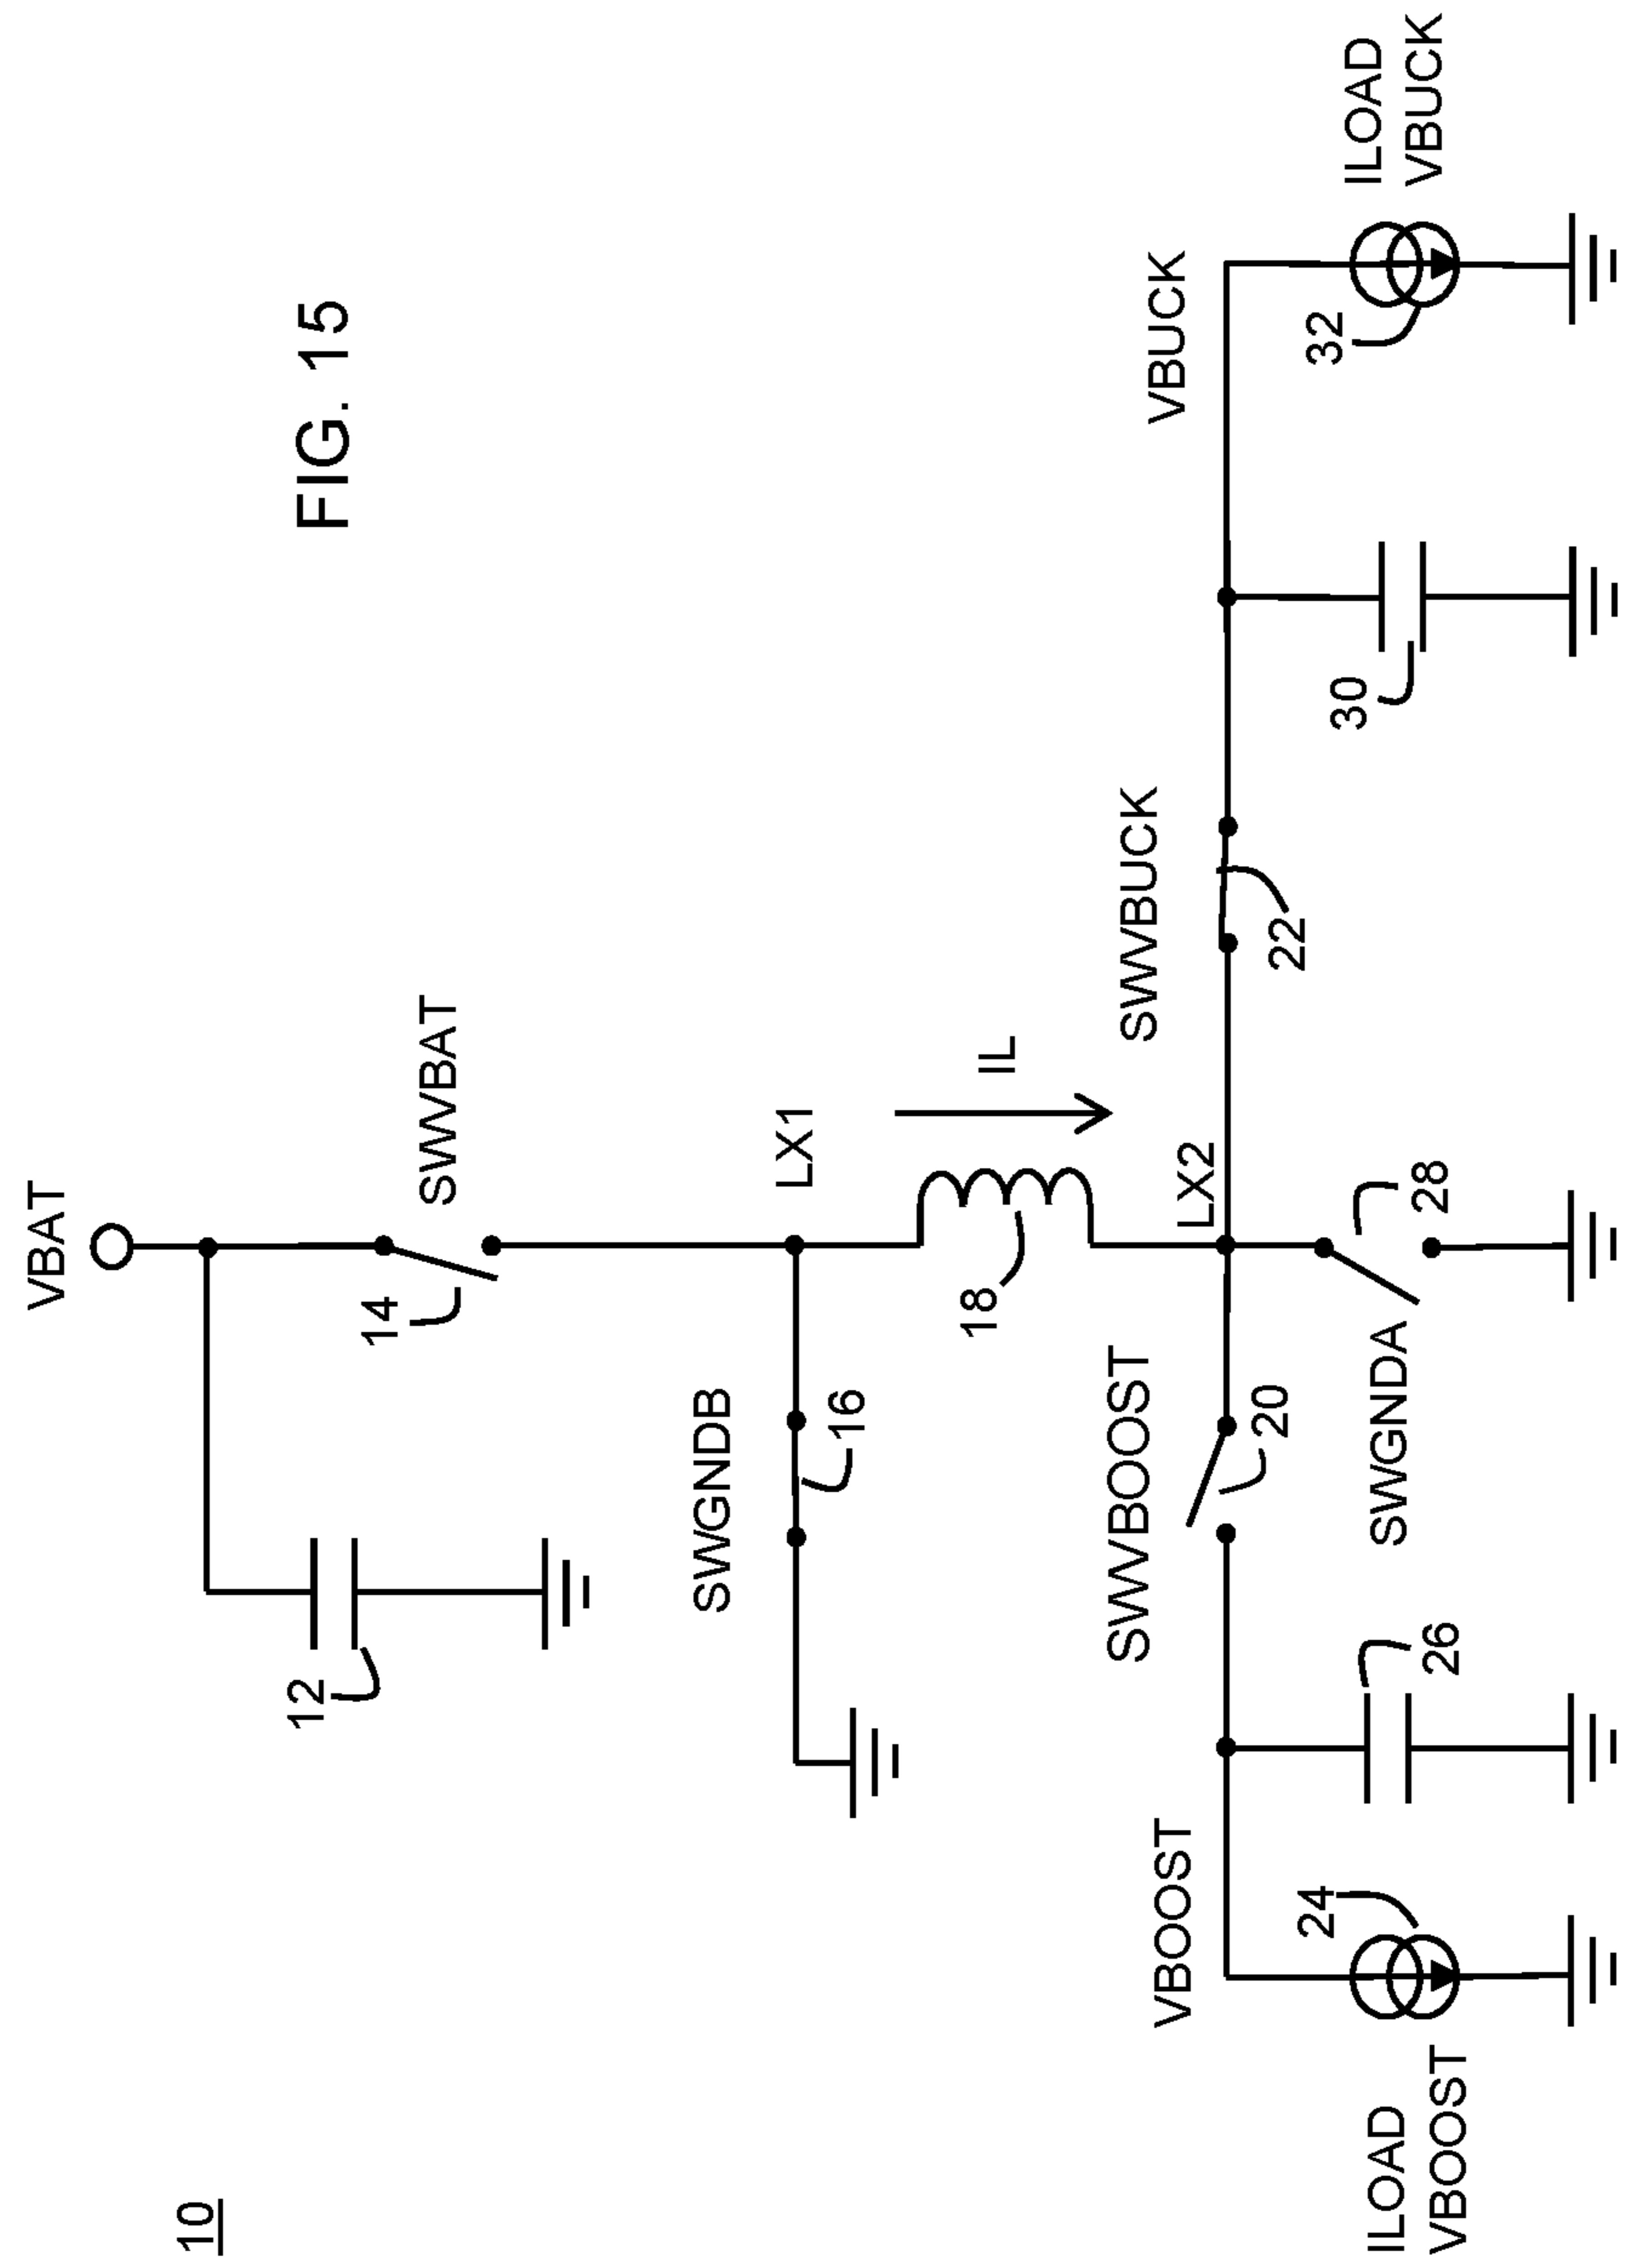 10
FIG. 15
VBAT
12
14
SWVBAT
SWGNDB
16
LX1
IL
18
LX2
SWVBOOST
20
SWVBUCK
22
VBOOST
VBUCK
24
26
SWGNDA
28
30
32
ILOAD
VBOOST
ILOAD
VBUCK